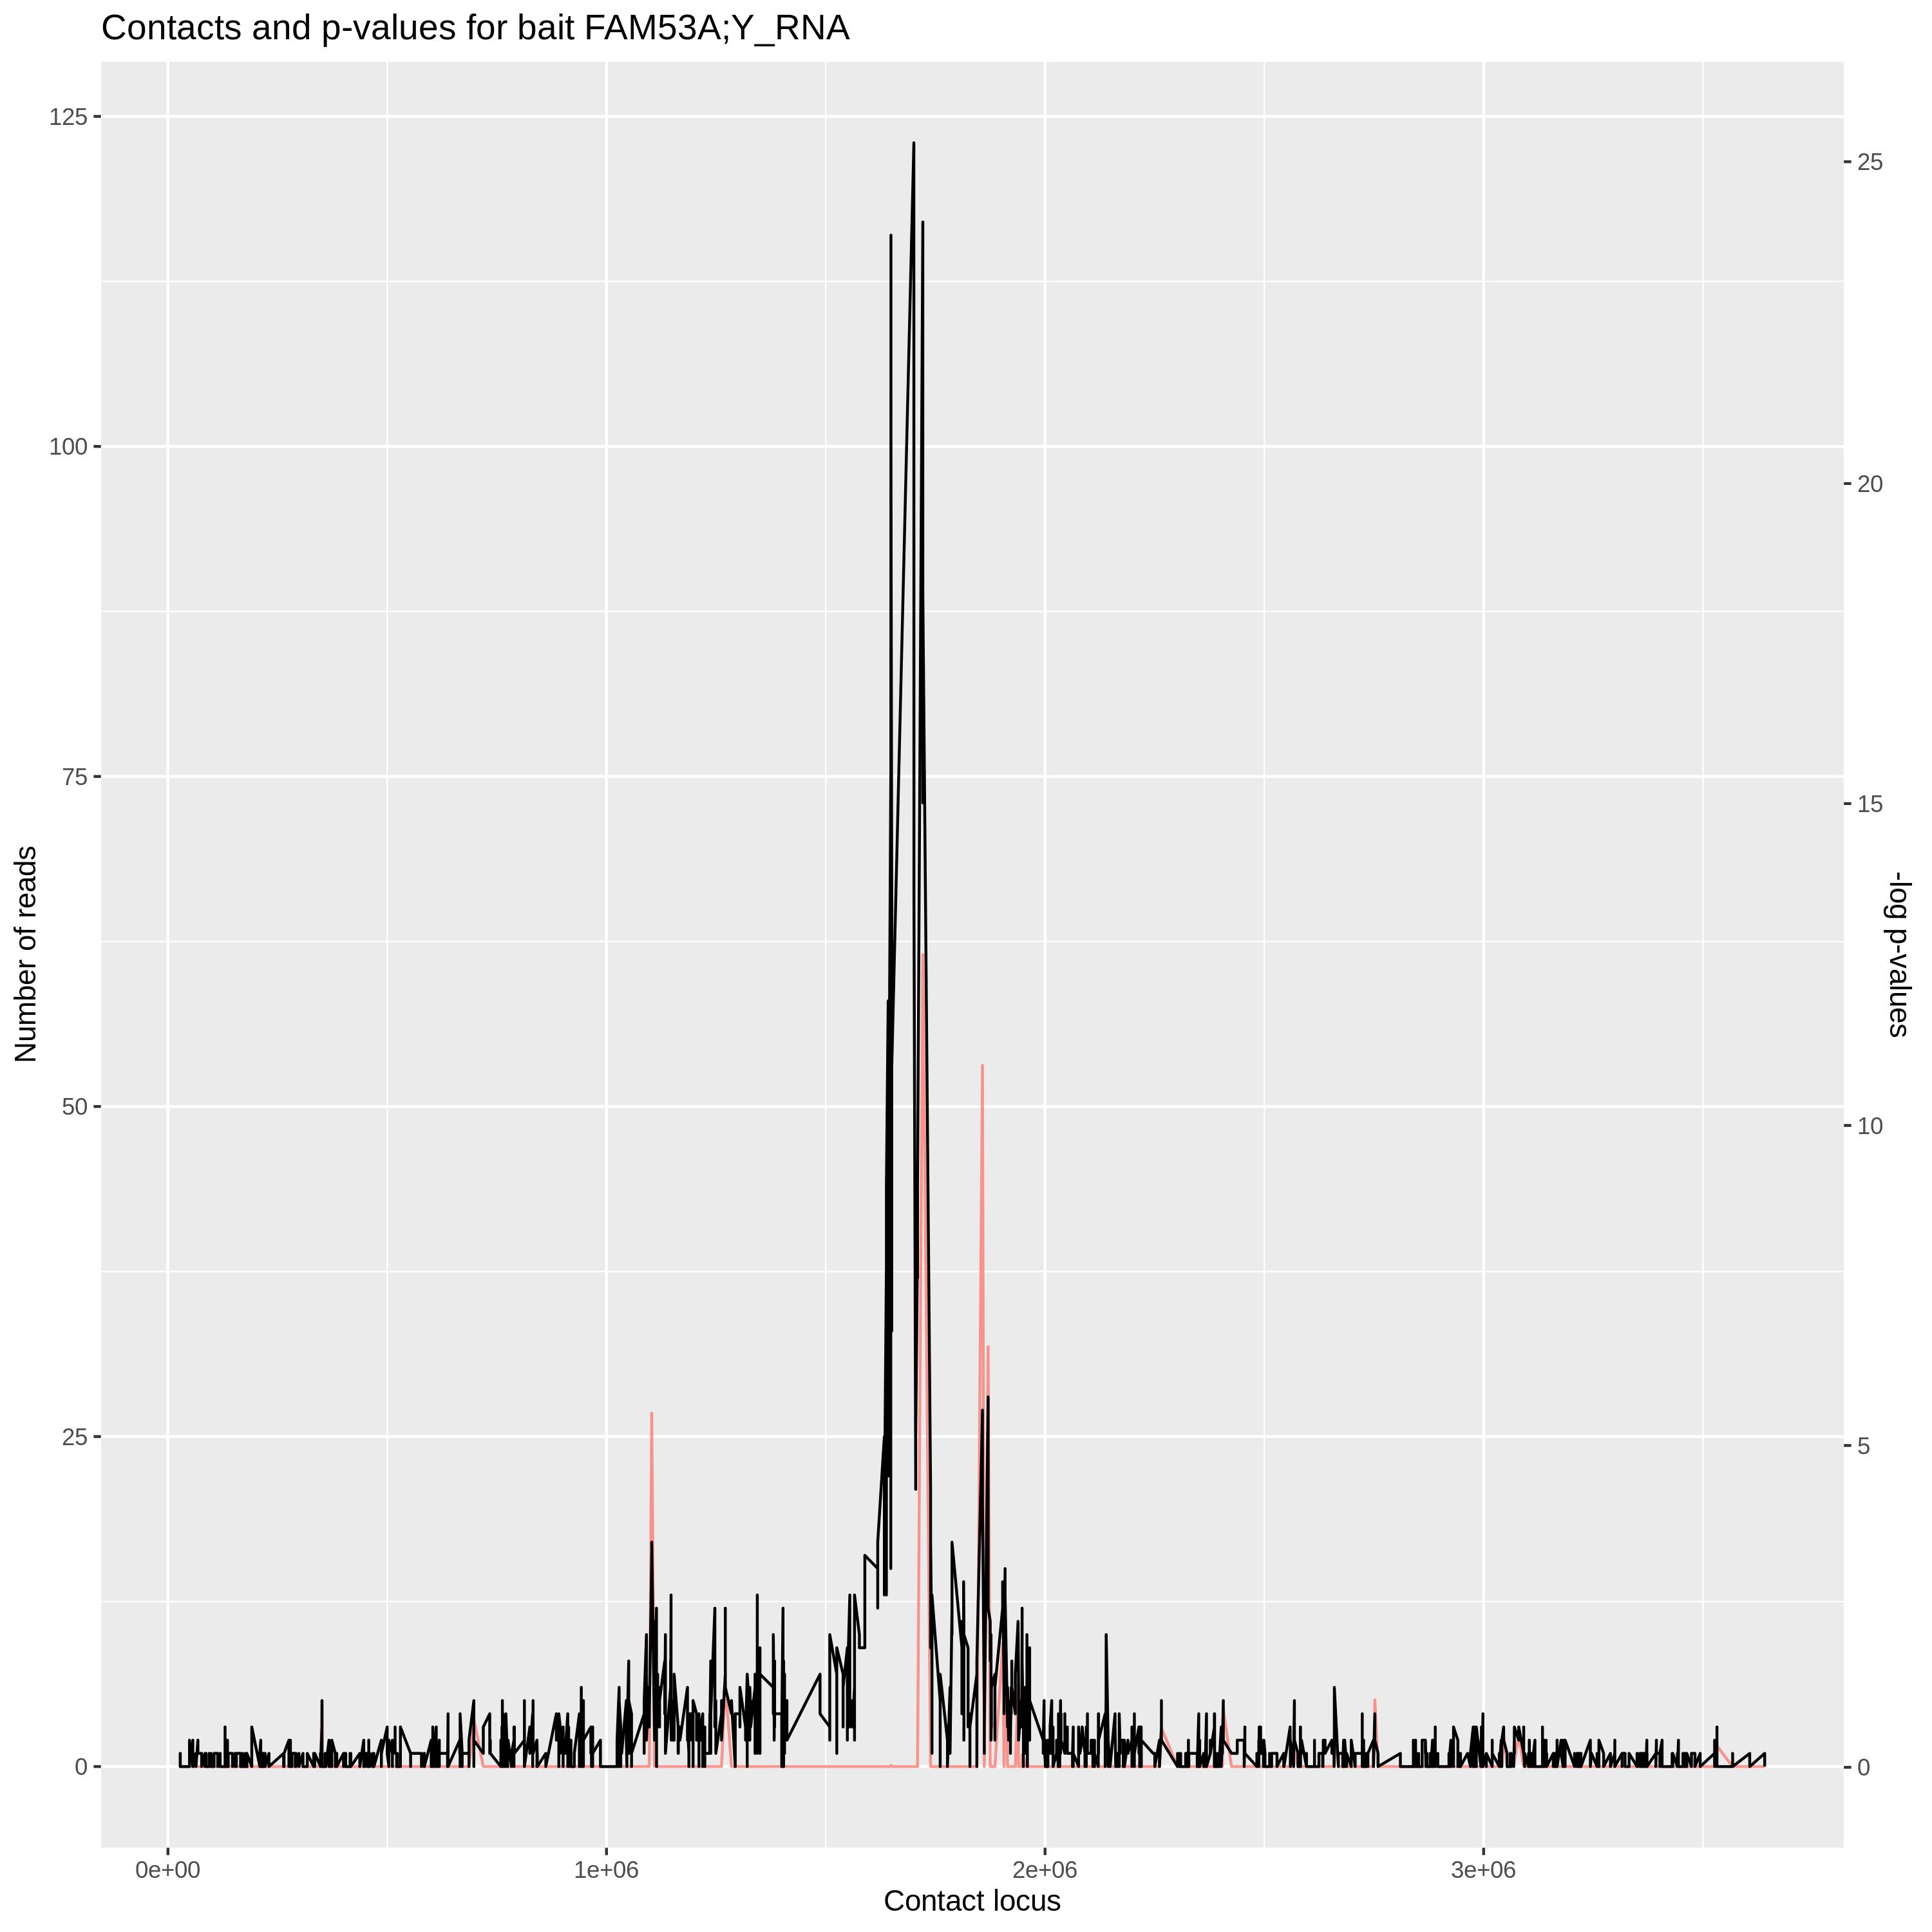 Contacts and p-values for bait FAM53A;Y_RNA
125
100
75
50
25
0
Number of reads
25
20
15
10
5
0
-log p-values
0e+00 1e+06 2e+06 3e+06
Contact locus